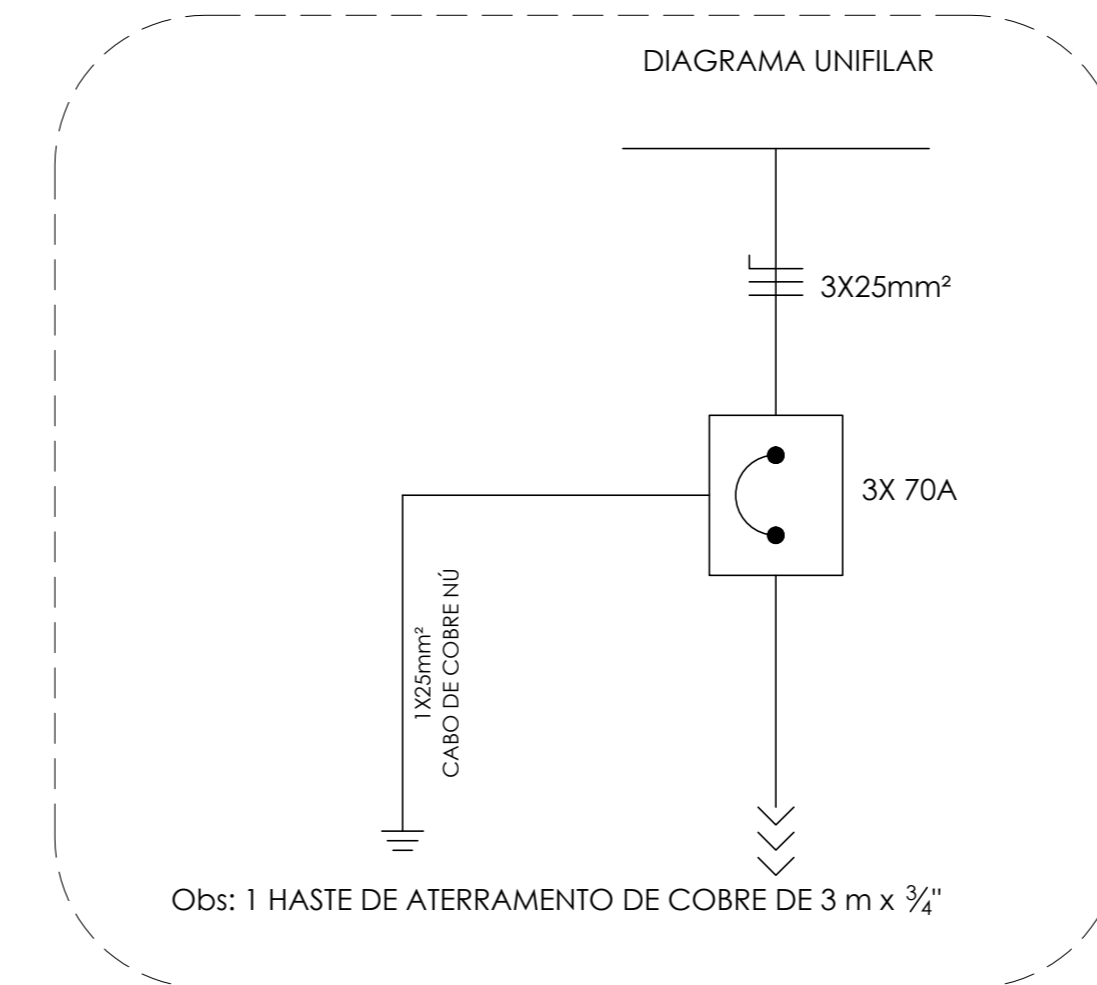 DIAGRAMA UNIFILAR
3X25mm²
3X 70A
1X25mm²
CABO DE COBRE NÚ
Obs: 1 HASTE DE ATERRAMENTO DE COBRE DE 3 m x ¾"